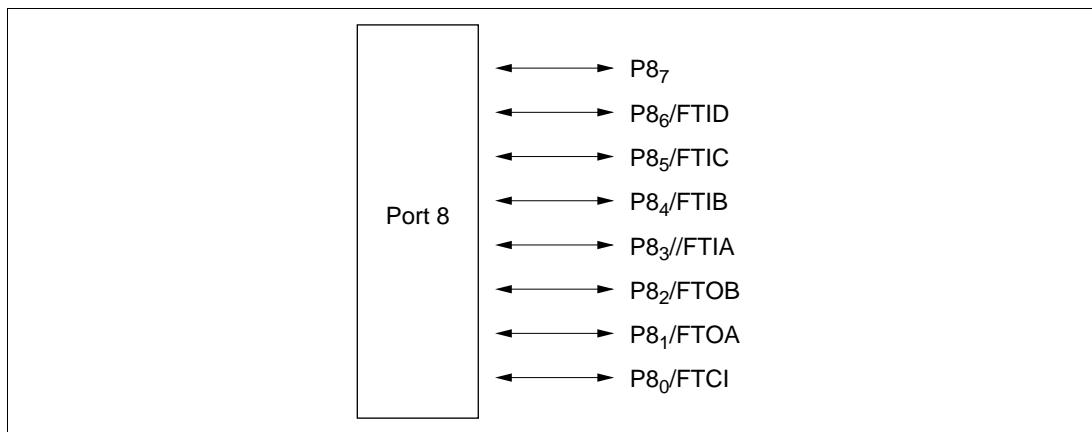 P8₇
P8₆/FTID
P8₅/FTIC
P8₄/FTIB
Port 8
P8₃//FTIA
P8₂/FTOB
P8₁/FTOA
P8₀/FTCI